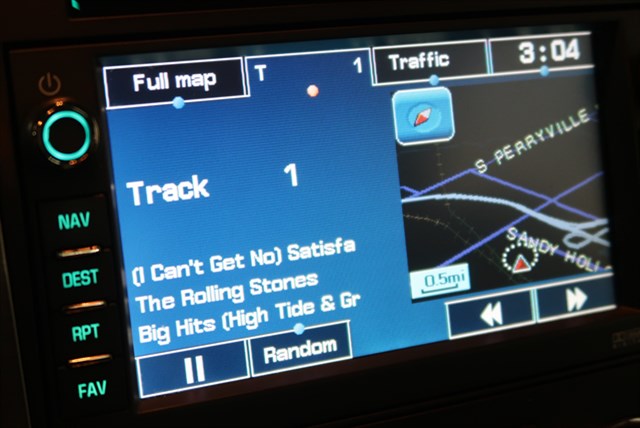 Full map
T 1
Traffic
3:04
S PERRYVILLE
Track 1
NAV
(I Can't Get No) Satisfa
DEST
The Rolling Stones
SANDY HOLL
0.5mi
Big Hits (High Tide & Gr
RPT
Random
FAV